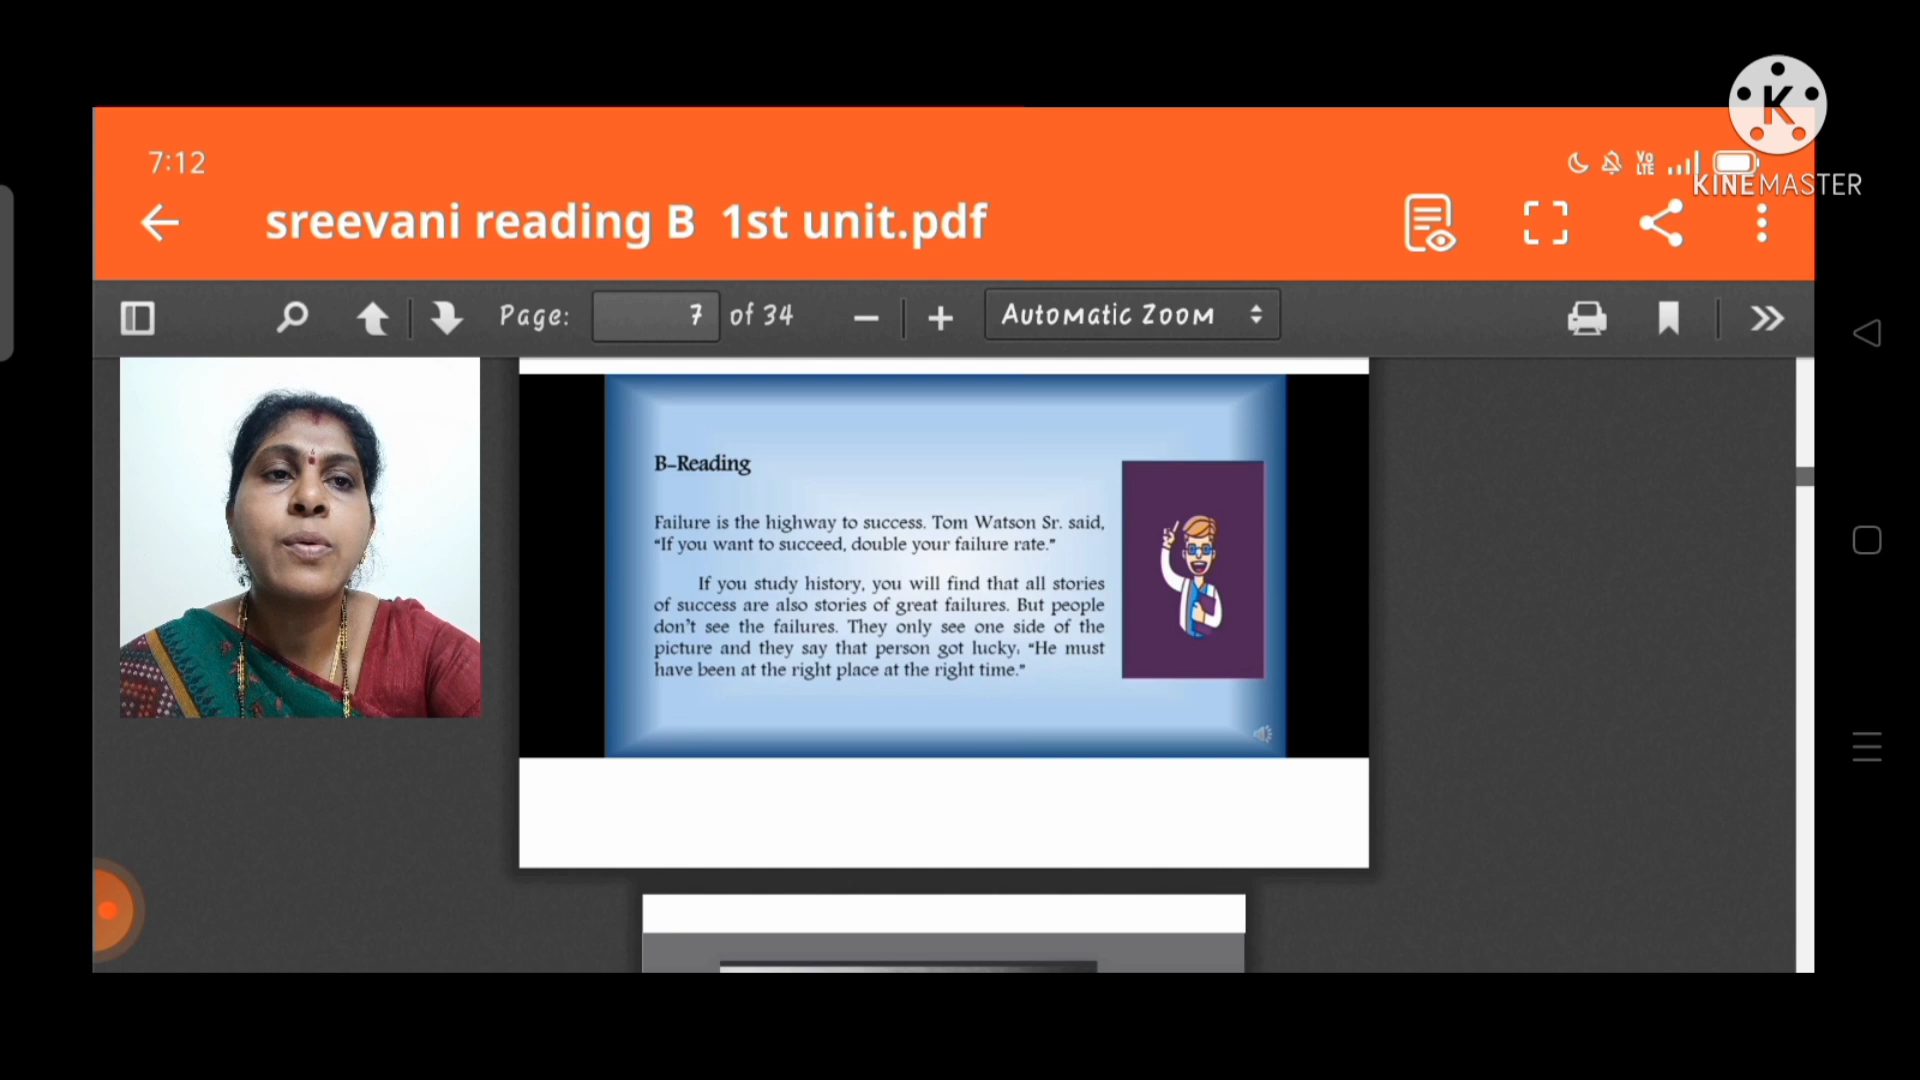 K
KINEMASTER
7:12
Vo
LTE
sreevani reading B 1st unit.pdf
Page: 7 of 34
Automatic Zoom
B–Reading
Failure is the highway to success. Tom Watson Sr. said,
“If you want to succeed, double your failure rate.”
If you study history, you will find that all stories
of success are also stories of great failures. But people
don’t see the failures. They only see one side of the
picture and they say that person got lucky. “He must
have been at the right place at the right time.”